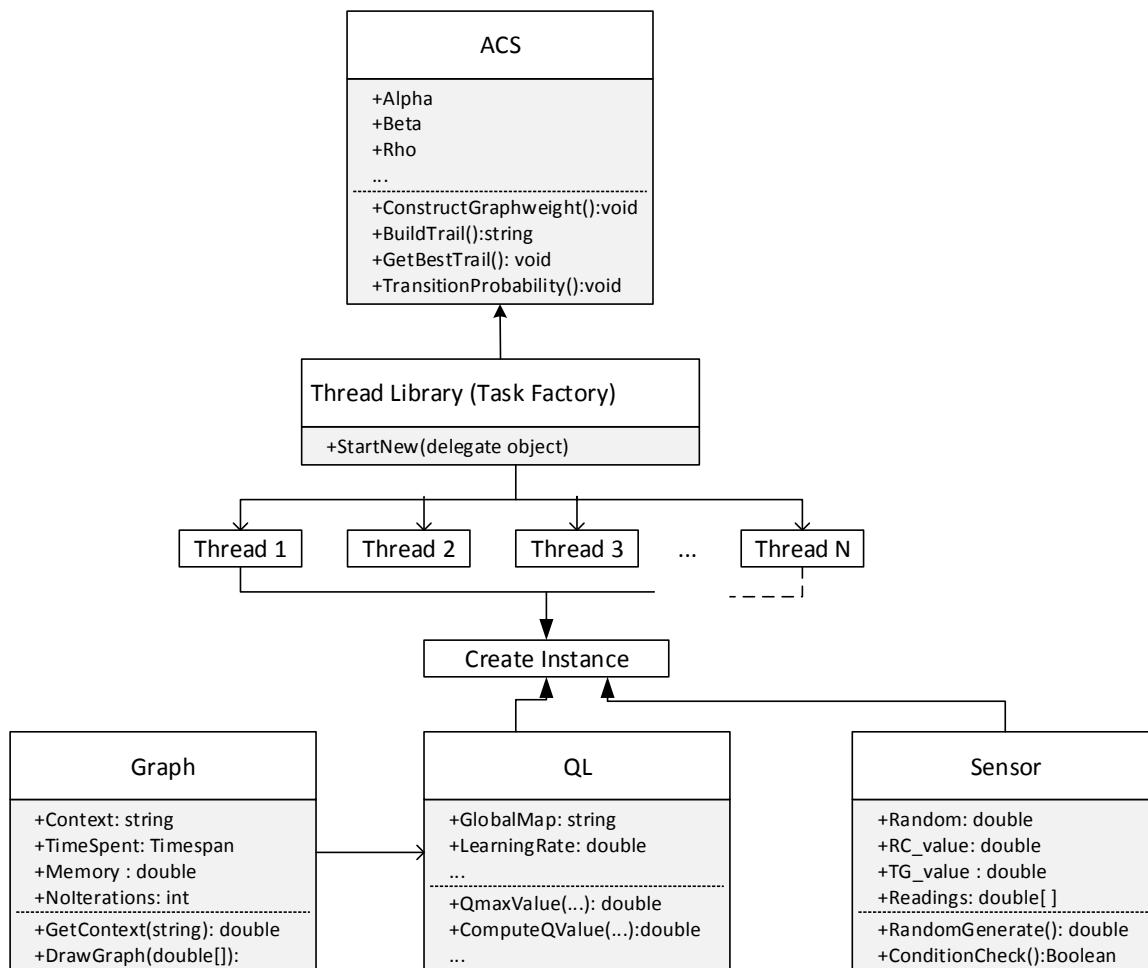 ACS
+Alpha
+Beta
+Rho
...
+ConstructGraphweight():void
+BuildTrail():string
+GetBestTrail(): void
+TransitionProbability():void
Thread Library (Task Factory)
+StartNew(delegate object)
Thread 1
Thread 2
Thread 3
...
Thread N
Create Instance
Graph
+Context: string
+TimeSpent: Timespan
+Memory : double
+NoIterations: int
+GetContext(string): double
+DrawGraph(double[]):
QL
+GlobalMap: string
+LearningRate: double
...
+QmaxValue(...): double
+ComputeQValue(...):double
...
Sensor
+Random: double
+RC_value: double
+TG_value : double
+Readings: double[ ]
+RandomGenerate(): double
+ConditionCheck():Boolean